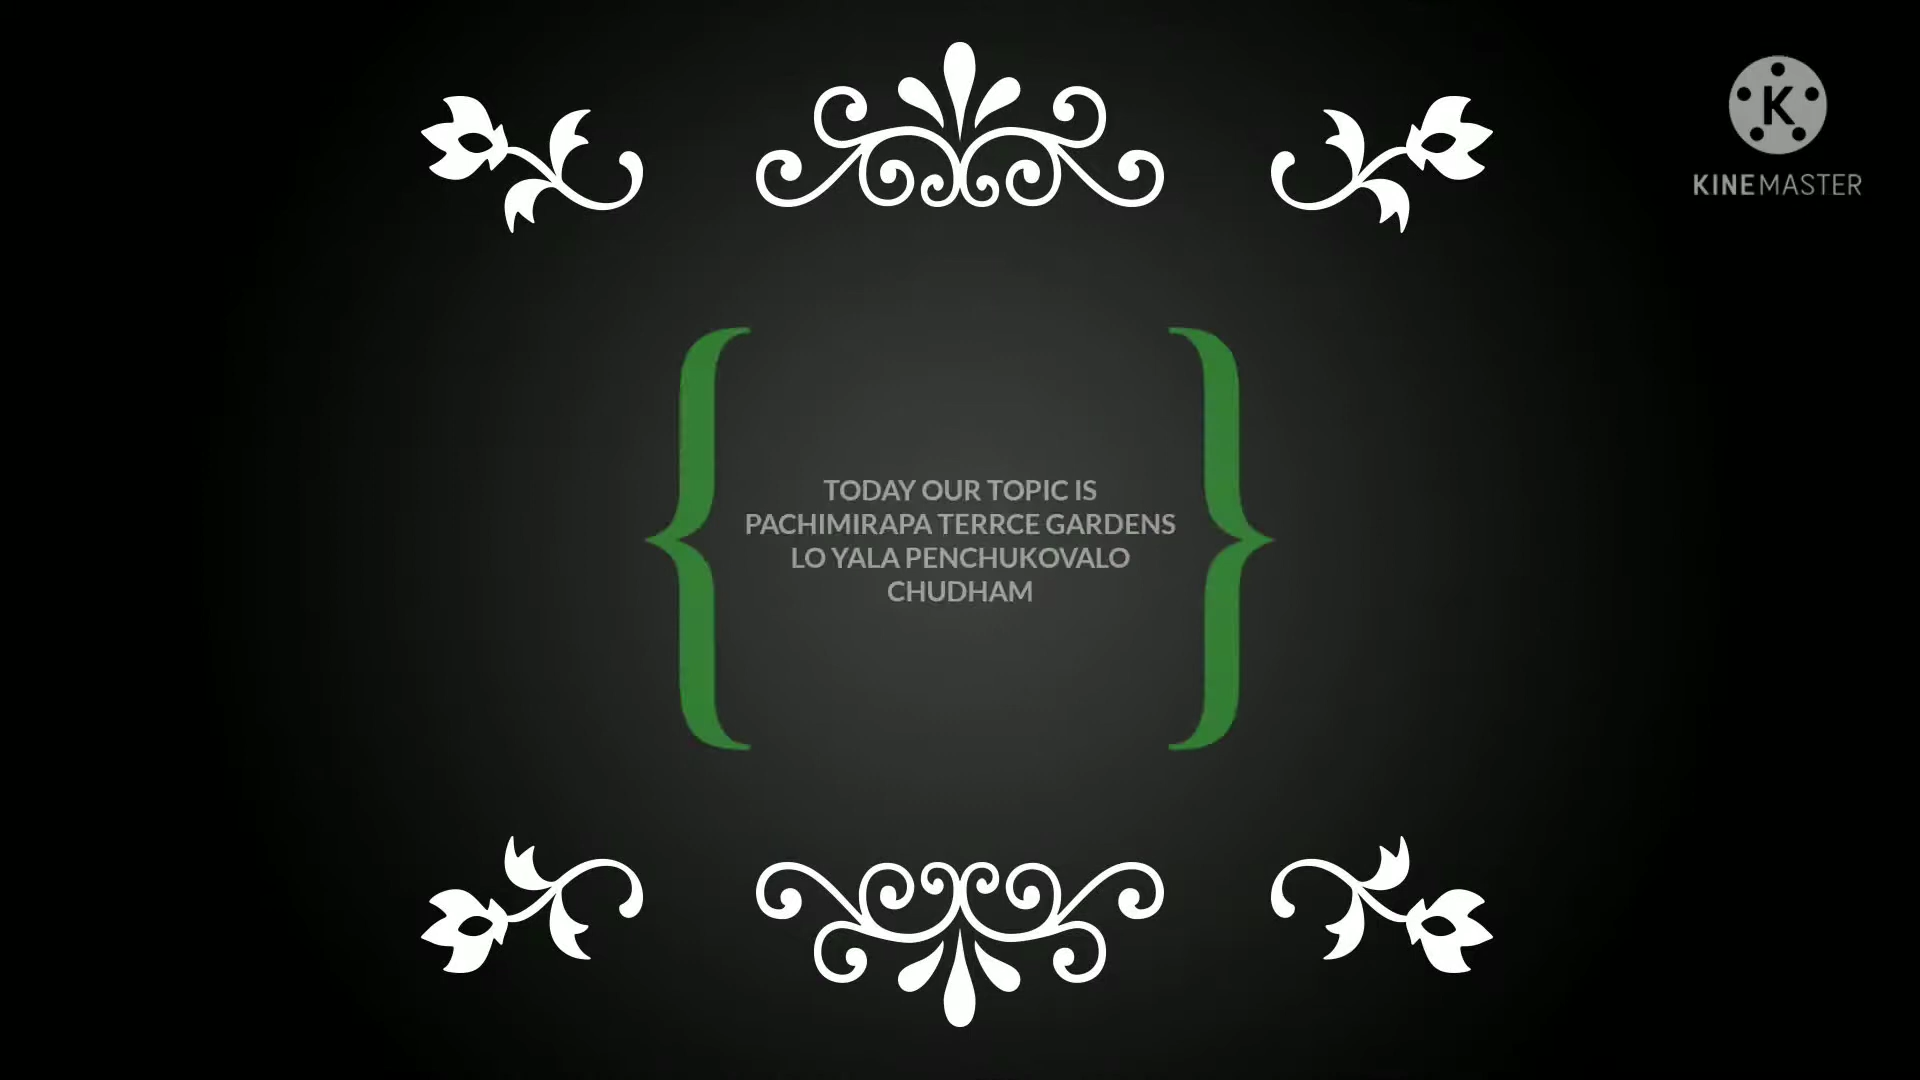 KINEMASTER
TODAY OUR TOPIC IS
PACHIMIRAPA TERRCE GARDENS
LO YALA PENCHUKOVALO
CHUDHAM